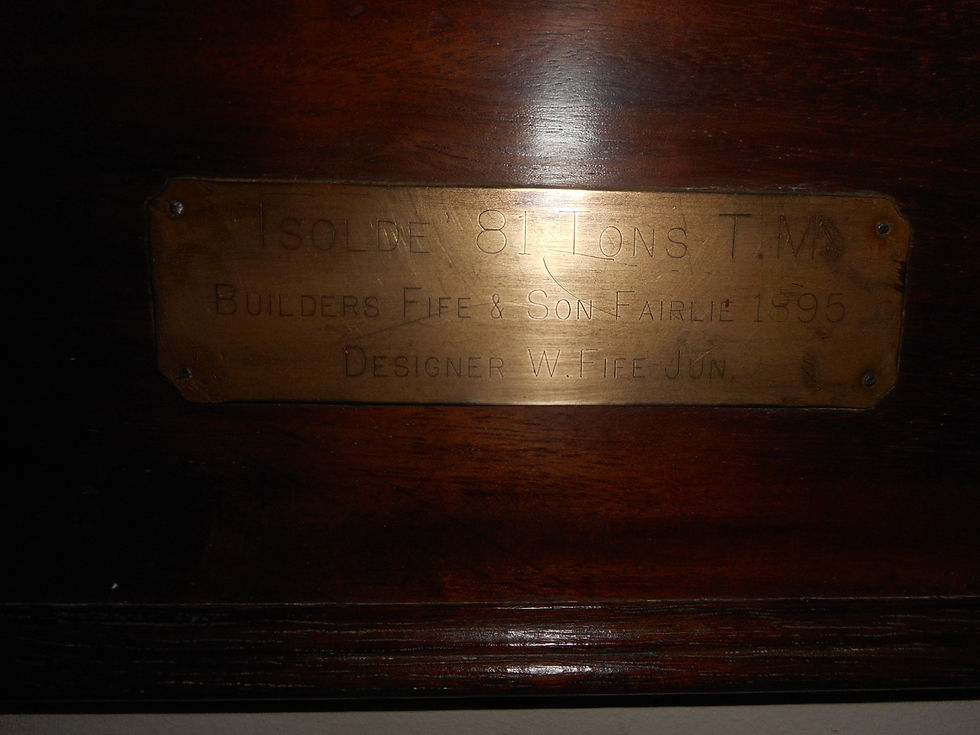 'ISOLDE' 81 TONS T.M.
BUILDERS FIFE & SON FAIRLIE 1895
DESIGNER W. FIFE JUN.